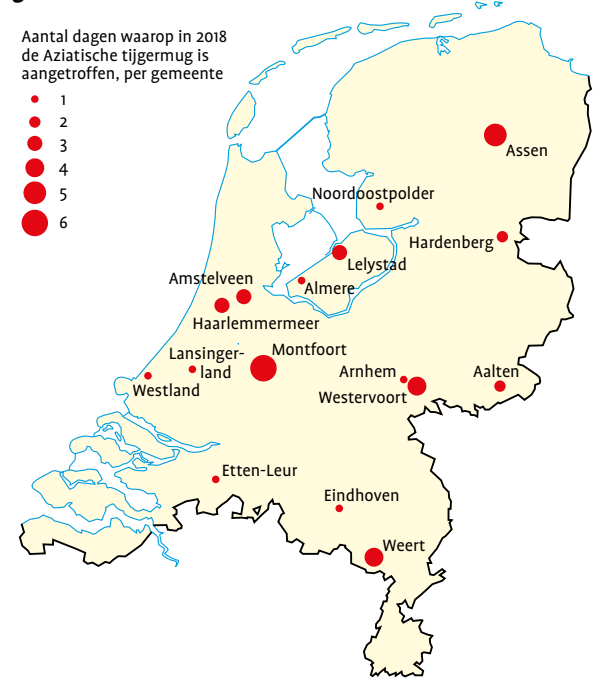 Aantal dagen waarop in 2018
de Aziatische tijgermug is
aangetroffen, per gemeente
1
2
3
4
5
6
Assen
Noordoostpolder
Hardenberg
Lelystad
Almere
Amstelveen
Haarlemmermeer
Lansinger-
land
Montfoort
Westland
Arnhem
Westervoort
Aalten
Etten-Leur
Eindhoven
Weert